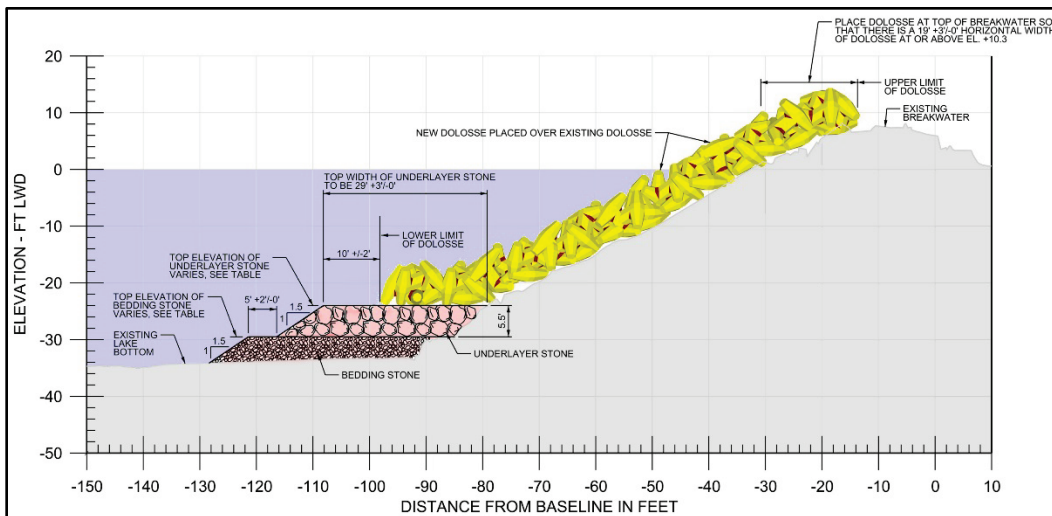 PLACE DOLOSSE AT TOP OF BREAKWATER SO
THAT THERE IS A 19' +3'/-0' HORIZONTAL WIDTH
OF DOLOSSE AT OR ABOVE EL. +10.3
UPPER LIMIT
OF DOLOSSE
EXISTING
BREAKWATER
NEW DOLOSSE PLACED OVER EXISTING DOLOSSE
TOP WIDTH OF UNDERLAYER STONE
TO BE 29' +3'/-0'
LOWER LIMIT
OF DOLOSSE
10' +/-2'
TOP ELEVATION OF
UNDERLAYER STONE
VARIES, SEE TABLE
TOP ELEVATION OF
BEDDING STONE
VARIES, SEE TABLE
5' +2'/-0'
1.5
1
1.5
1
EXISTING
LAKE
BOTTOM
5.5'
UNDERLAYER STONE
BEDDING STONE
ELEVATION - FT LWD
20
10
0
-10
-20
-30
-40
-50
-150 -140 -130 -120 -110 -100 -90 -80 -70 -60 -50 -40 -30 -20 -10 0 10
DISTANCE FROM BASELINE IN FEET